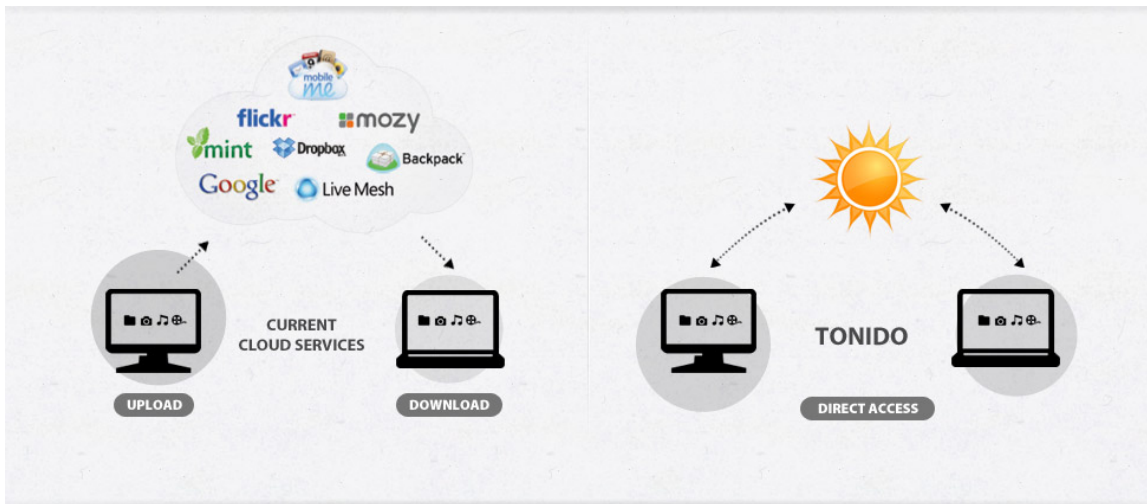 mobile
me
flickr
mozy
mint
Dropbox
Backpack
Google
Live Mesh
CURRENT
CLOUD SERVICES
UPLOAD
DOWNLOAD
TONIDO
DIRECT ACCESS